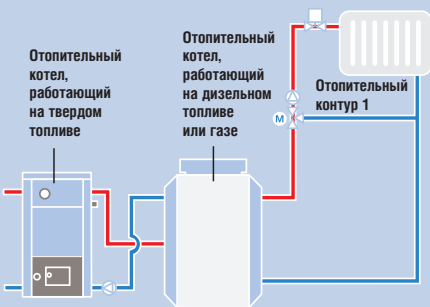 Отопительный
котел,
работающий
на твердом
топливе
Отопительный
котел,
работающий
на дизельном
топливе
или газе
Отопительный
контур 1
М